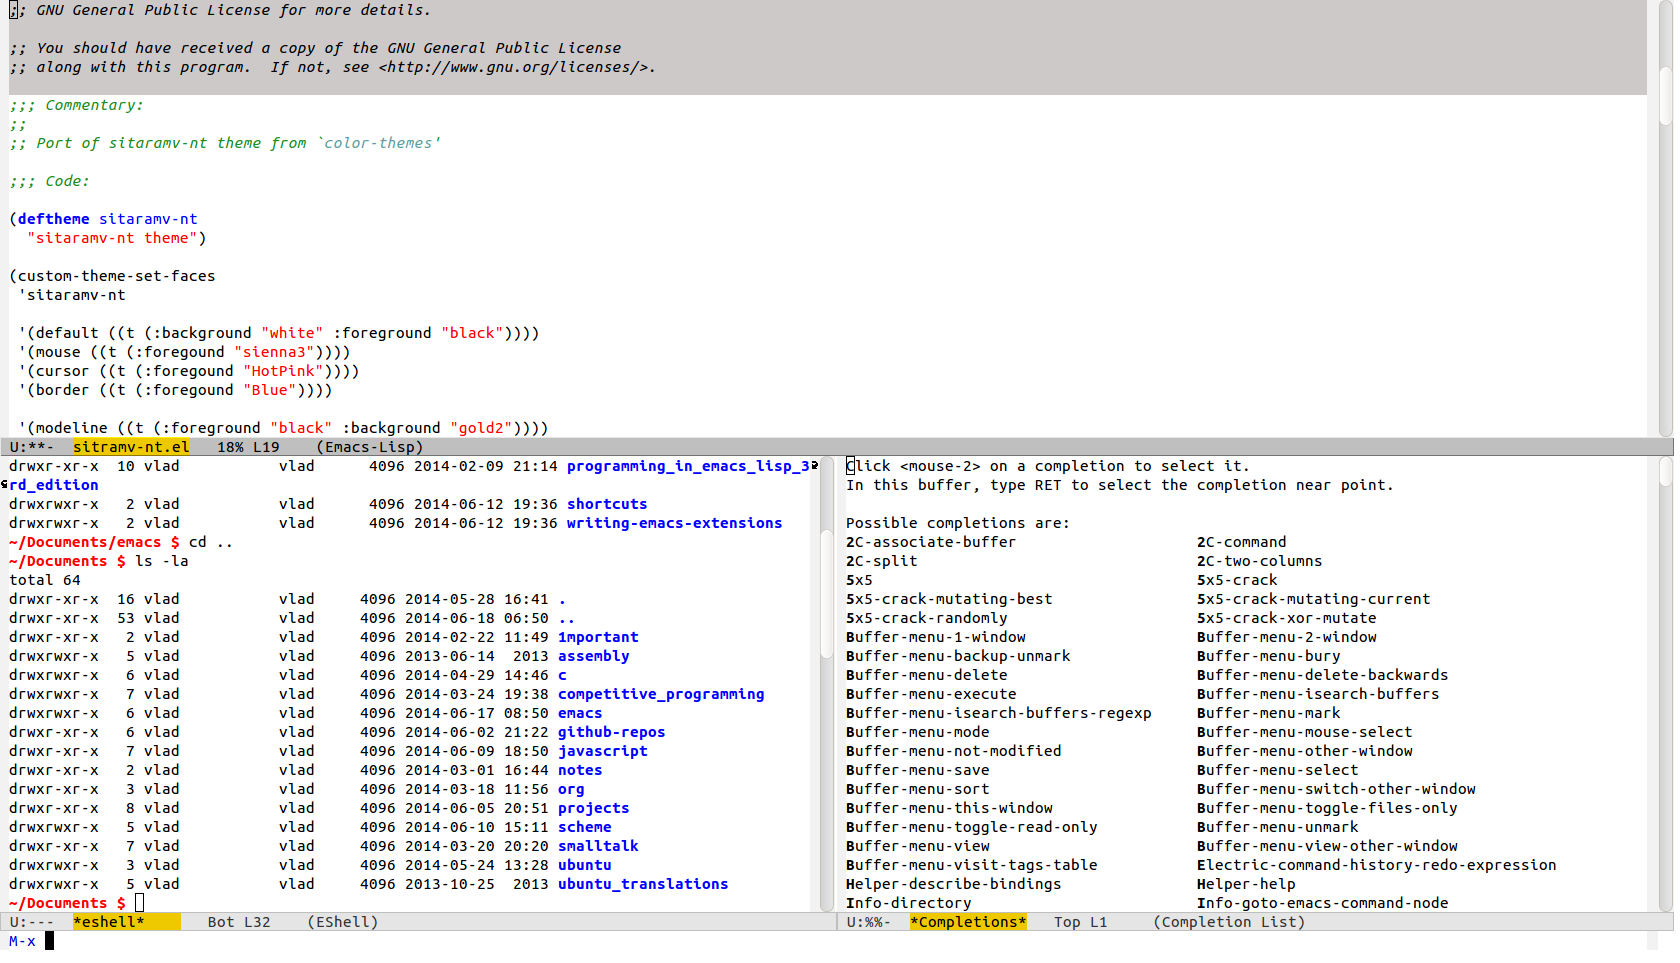 ;; GNU General Public License for more details.
;; You should have received a copy of the GNU General Public License
;; along with this program.  If not, see <http://www.gnu.org/licenses/>.
;;; Commentary:
;;
;; Port of sitaramv-nt theme from `color-themes'
;;; Code:
(deftheme sitaramv-nt
  "sitaramv-nt theme")
(custom-theme-set-faces
 'sitaramv-nt
 '(default ((t (:background "white" :foreground "black"))))
 '(mouse ((t (:foregound "sienna3"))))
 '(cursor ((t (:foregound "HotPink"))))
 '(border ((t (:foregound "Blue"))))
 '(modeline ((t (:foreground "black" :background "gold2"))))
U:**-  sitramv-nt.el   18% L19    (Emacs-Lisp)
drwxr-xr-x  10 vlad           vlad      4096 2014-02-09 21:14 programming_in_emacs_lisp_3
rd_edition
drwxrwxr-x   2 vlad           vlad      4096 2014-06-12 19:36 shortcuts
drwxrwxr-x   2 vlad           vlad      4096 2014-06-12 19:36 writing-emacs-extensions
~/Documents/emacs $ cd ..
~/Documents $ ls -la
total 64
drwxr-xr-x  16 vlad           vlad     4096 2014-05-28 16:41 .
drwxr-xr-x  53 vlad           vlad     4096 2014-06-18 06:50 ..
drwxr-xr-x   2 vlad           vlad     4096 2014-02-22 11:49 1mportant
drwxrwxr-x   5 vlad           vlad     4096 2013-06-14  2013 assembly
drwxrwxr-x   6 vlad           vlad     4096 2014-04-29 14:46 c
drwxrwxr-x   7 vlad           vlad     4096 2014-03-24 19:38 competitive_programming
drwxrwxr-x   6 vlad           vlad     4096 2014-06-17 08:50 emacs
drwxrwxr-x   6 vlad           vlad     4096 2014-06-02 21:22 github-repos
drwxrwxr-x   7 vlad           vlad     4096 2014-06-09 18:50 javascript
drwxr-xr-x   2 vlad           vlad     4096 2014-03-01 16:44 notes
drwxrwxr-x   3 vlad           vlad     4096 2014-03-18 11:56 org
drwxr-xr-x   8 vlad           vlad     4096 2014-06-05 20:51 projects
drwxrwxr-x   5 vlad           vlad     4096 2014-06-10 15:11 scheme
drwxrwxr-x   7 vlad           vlad     4096 2014-03-20 20:20 smalltalk
drwxrwxr-x   3 vlad           vlad     4096 2014-05-24 13:28 ubuntu
drwxrwxr-x   5 vlad           vlad     4096 2013-10-25  2013 ubuntu_translations
~/Documents $
U:---  *eshell*       Bot L32    (EShell)
Click <mouse-2> on a completion to select it.
In this buffer, type RET to select the completion near point.
Possible completions are:
2C-associate-buffer                    2C-command
2C-split                               2C-two-columns
5x5                                    5x5-crack
5x5-crack-mutating-best                5x5-crack-mutating-current
5x5-crack-randomly                     5x5-crack-xor-mutate
Buffer-menu-1-window                   Buffer-menu-2-window
Buffer-menu-backup-unmark              Buffer-menu-bury
Buffer-menu-delete                     Buffer-menu-delete-backwards
Buffer-menu-execute                    Buffer-menu-isearch-buffers
Buffer-menu-isearch-buffers-regexp     Buffer-menu-mark
Buffer-menu-mode                       Buffer-menu-mouse-select
Buffer-menu-not-modified               Buffer-menu-other-window
Buffer-menu-save                       Buffer-menu-select
Buffer-menu-sort                       Buffer-menu-switch-other-window
Buffer-menu-this-window                Buffer-menu-toggle-files-only
Buffer-menu-toggle-read-only           Buffer-menu-unmark
Buffer-menu-view                       Buffer-menu-view-other-window
Buffer-menu-visit-tags-table           Electric-command-history-redo-expression
Helper-describe-bindings               Helper-help
Info-directory                         Info-goto-emacs-command-node
U:%%-  *Completions*   Top L1     (Completion List)
M-x